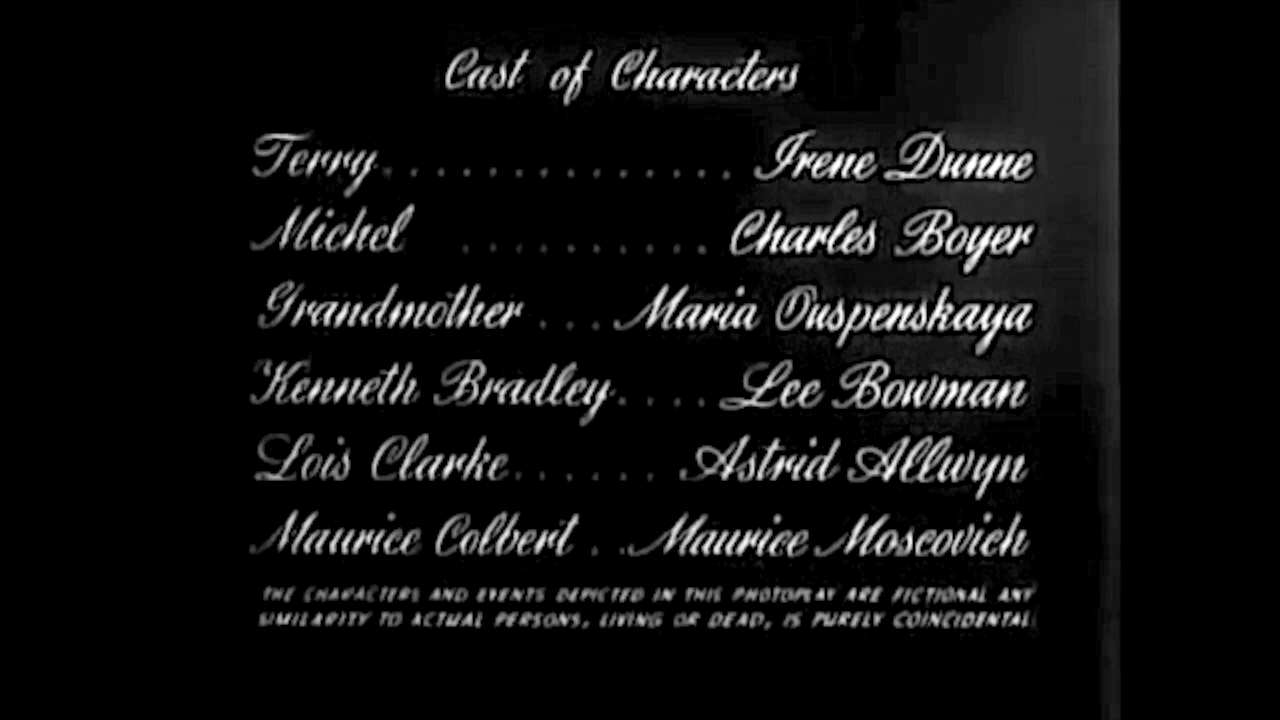 Cast of Characters
Terry............... Irene Dunne
Michel .......... Charles Boyer
Grandmother ... Maria Ouspenskaya
Kenneth Bradley.... Lee Bowman
Lois Clarke...... Astrid Allwyn
Maurice Colbert .. Maurice Moscovich
THE CHARACTERS AND EVENTS DEPICTED IN THIS PHOTOPLAY ARE FICTIONAL ANY
SIMILARITY TO ACTUAL PERSONS, LIVING OR DEAD, IS PURELY COINCIDENTAL